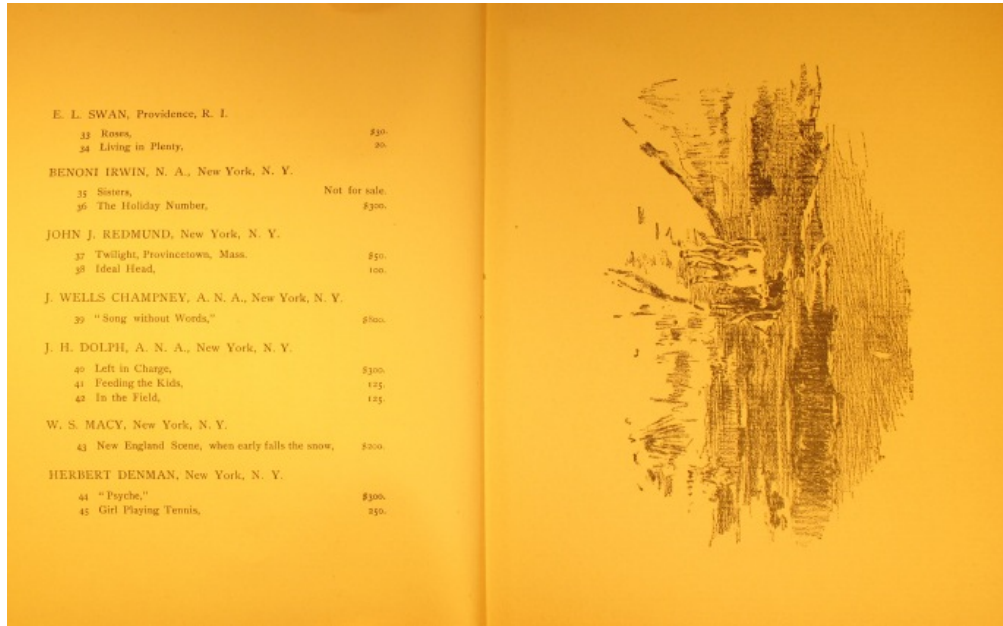 E. L. SWAN, Providence, R. I.
33 Roses, $30.
34 Living in Plenty, 20.
BENONI IRWIN, N. A., New York, N. Y.
35 Sisters, Not for sale.
36 The Holiday Number, $300.
JOHN J. REDMUND, New York, N. Y.
37 Twilight, Provincetown, Mass. $50.
38 Ideal Head, 100.
J. WELLS CHAMPNEY, A. N. A., New York, N. Y.
39 "Song without Words," $800.
J. H. DOLPH, A. N. A., New York, N. Y.
40 Left in Charge, $300.
41 Feeding the Kids, 125.
42 In the Field, 125.
W. S. MACY, New York, N. Y.
43 New England Scene, when early falls the snow, $200.
HERBERT DENMAN, New York, N. Y.
44 "Psyche," $300.
45 Girl Playing Tennis, 250.